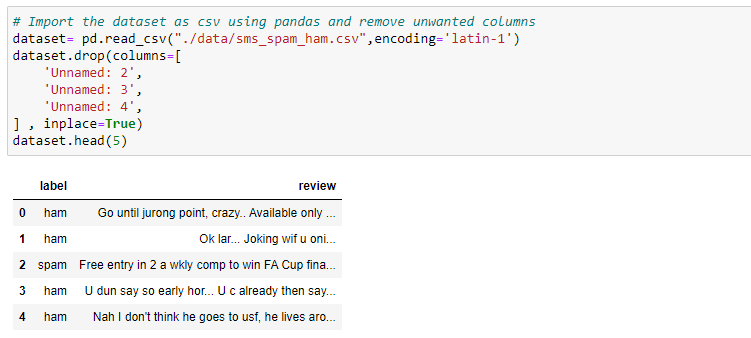 # Import the dataset as csv using pandas and remove unwanted columns
dataset= pd.read_csv("./data/sms_spam_ham.csv",encoding='latin-1')
dataset.drop(columns=[
    'Unnamed: 2',
    'Unnamed: 3',
    'Unnamed: 4',
] , inplace=True)
dataset.head(5)
label review
0 ham Go until jurong point, crazy.. Available only ...
1 ham Ok lar... Joking wif u oni...
2 spam Free entry in 2 a wkly comp to win FA Cup fina...
3 ham U dun say so early hor... U c already then say...
4 ham Nah I don't think he goes to usf, he lives aro...